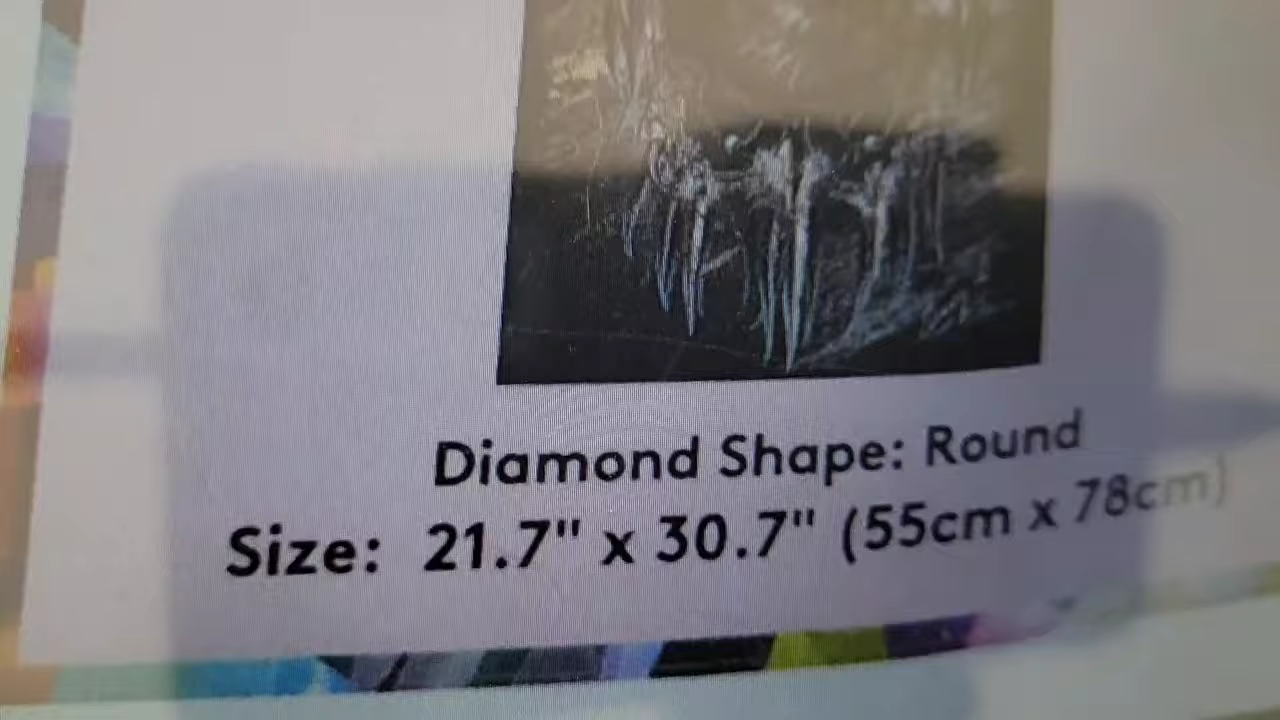 Diamond Shape: Round
Size: 21.7" x 30.7" (55cm x 78cm)